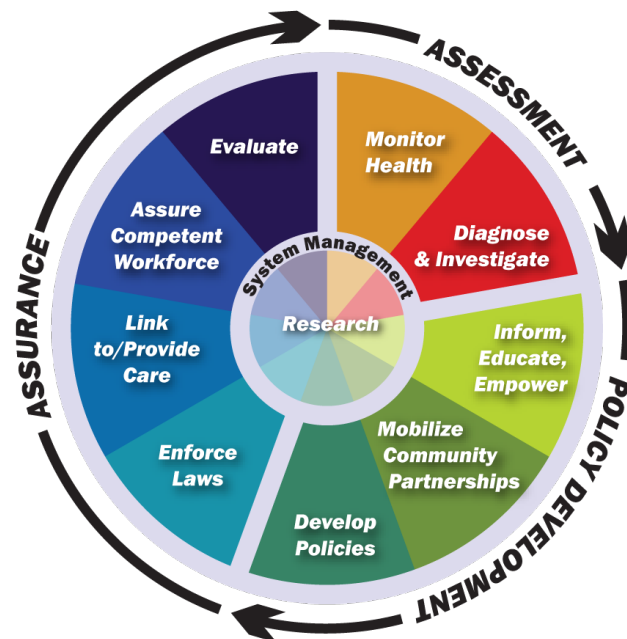 ASSESSMENT
POLICY DEVELOPMENT
ASSURANCE
Monitor
Health
Diagnose
& Investigate
Inform,
Educate,
Empower
Mobilize
Community
Partnerships
Develop
Policies
Enforce
Laws
Link
to/Provide
Care
Assure
Competent
Workforce
Evaluate
System Management
Research